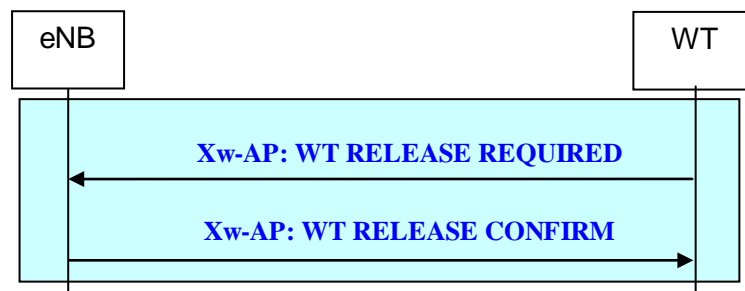 eNB
WT
Xw-AP: WT RELEASE REQUIRED
Xw-AP: WT RELEASE CONFIRM